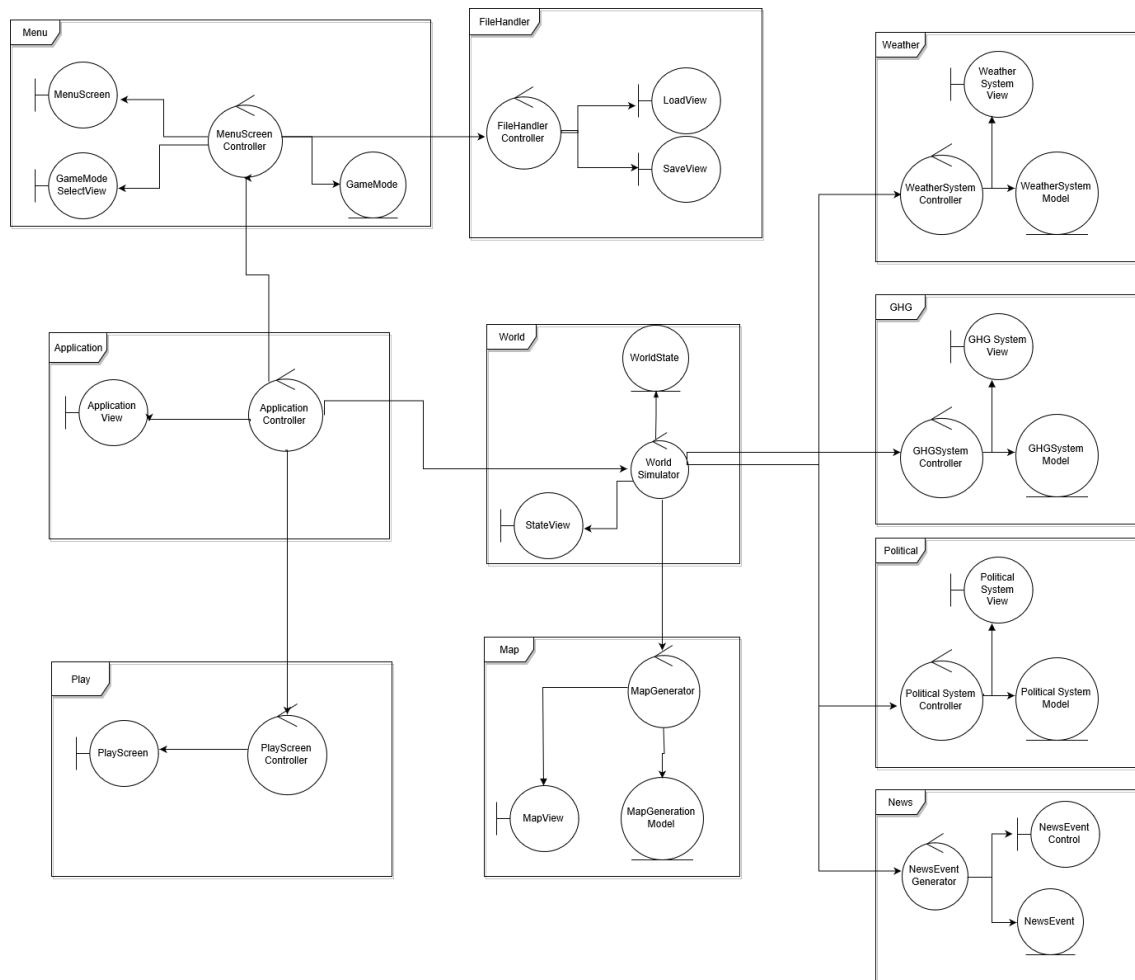 Menu
MenuScreen
MenuScreen
Controller
GameMode
SelectView
GameMode
FileHandler
FileHandler
Controller
LoadView
SaveView
Weather
Weather
System
View
WeatherSystem
Controller
WeatherSystem
Model
Application
Application
View
Application
Controller
World
WorldState
World
Simulator
StateView
GHG
GHG System
View
GHGSystem
Controller
GHGSystem
Model
Political
Political
System
View
Political System
Controller
Political System
Model
Play
PlayScreen
PlayScreen
Controller
Map
MapGenerator
MapView
MapGeneration
Model
News
NewsEvent
Generator
NewsEvent
Control
NewsEvent